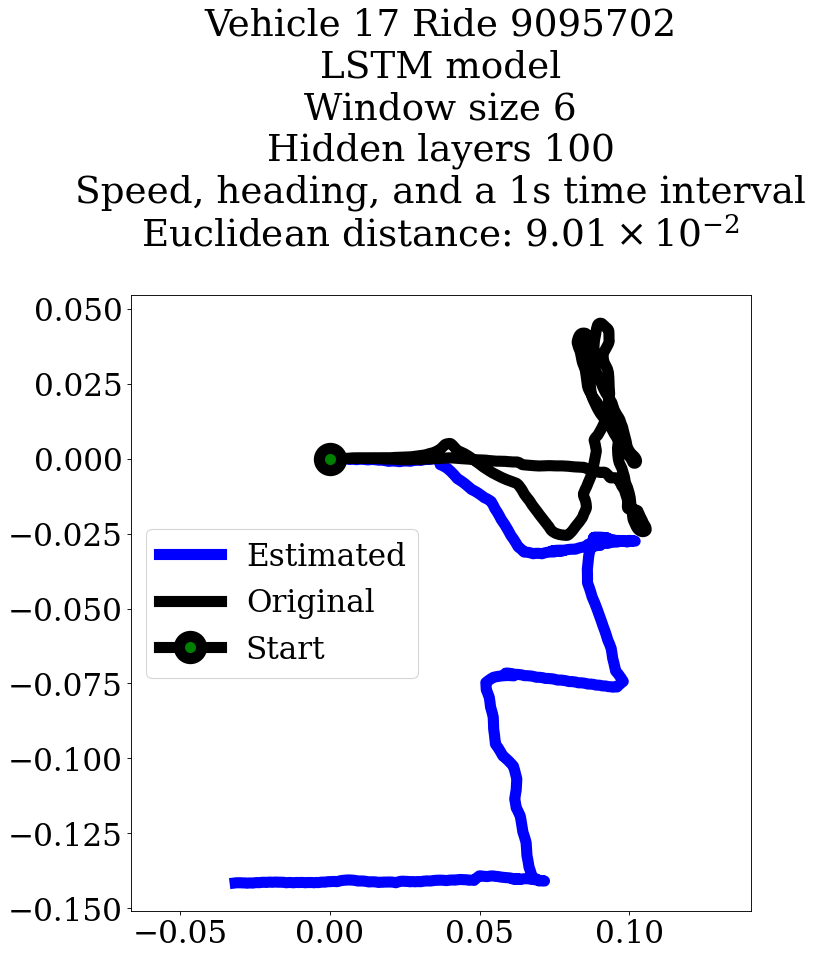 Vehicle 17 Ride 9095702
LSTM model
Window size 6
Hidden layers 100
Speed, heading, and a 1s time interval
Euclidean distance: 9.01 × 10⁻²
0.050
0.025
0.000
−0.025
−0.050
−0.075
−0.100
−0.125
−0.150
Estimated
Original
Start
−0.05
0.00
0.05
0.10